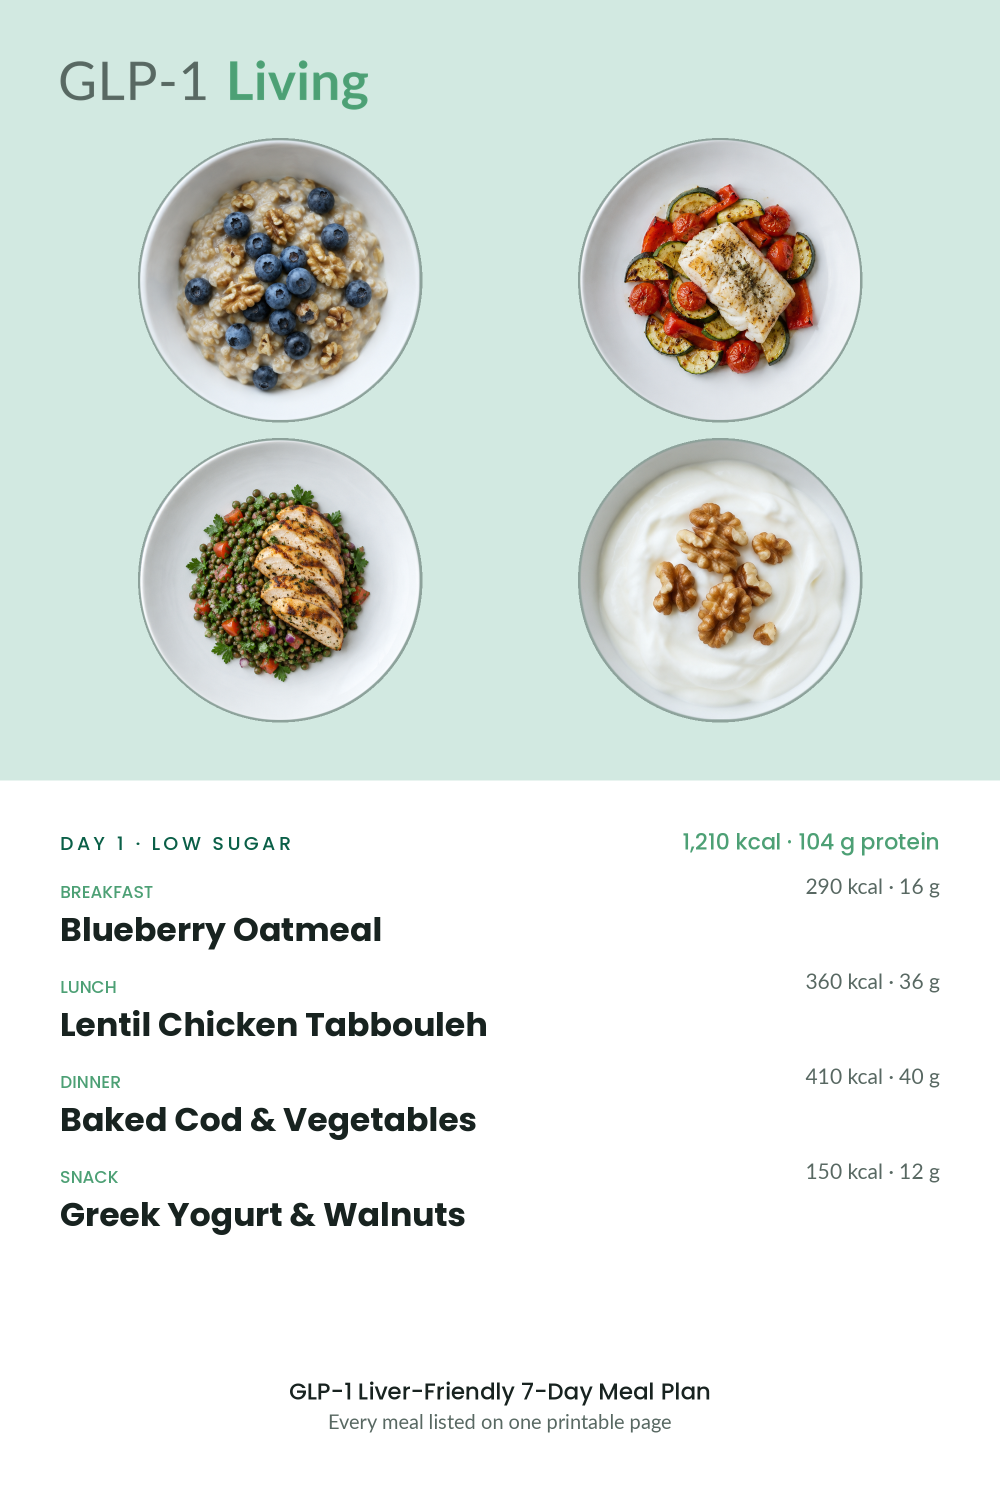 GLP-1 Living
DAY 1 · LOW SUGAR
1,210 kcal · 104 g protein
BREAKFAST
290 kcal · 16 g
Blueberry Oatmeal
LUNCH
360 kcal · 36 g
Lentil Chicken Tabbouleh
DINNER
410 kcal · 40 g
Baked Cod & Vegetables
SNACK
150 kcal · 12 g
Greek Yogurt & Walnuts
GLP-1 Liver-Friendly 7-Day Meal Plan
Every meal listed on one printable page